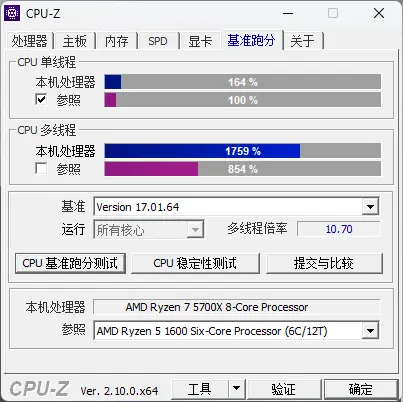 CPU-Z
处理器 主板 内存 SPD 显卡 基准跑分 关于
CPU 单线程
本机处理器 164 %
参照 100 %
CPU 多线程
本机处理器 1759 %
参照 854 %
基准 Version 17.01.64
运行 所有核心 多线程倍率 10.70
CPU 基准跑分测试 CPU 稳定性测试 提交与比较
本机处理器 AMD Ryzen 7 5700X 8-Core Processor
参照 AMD Ryzen 5 1600 Six-Core Processor (6C/12T)
CPU-Z Ver. 2.10.0.x64 工具 验证 确定